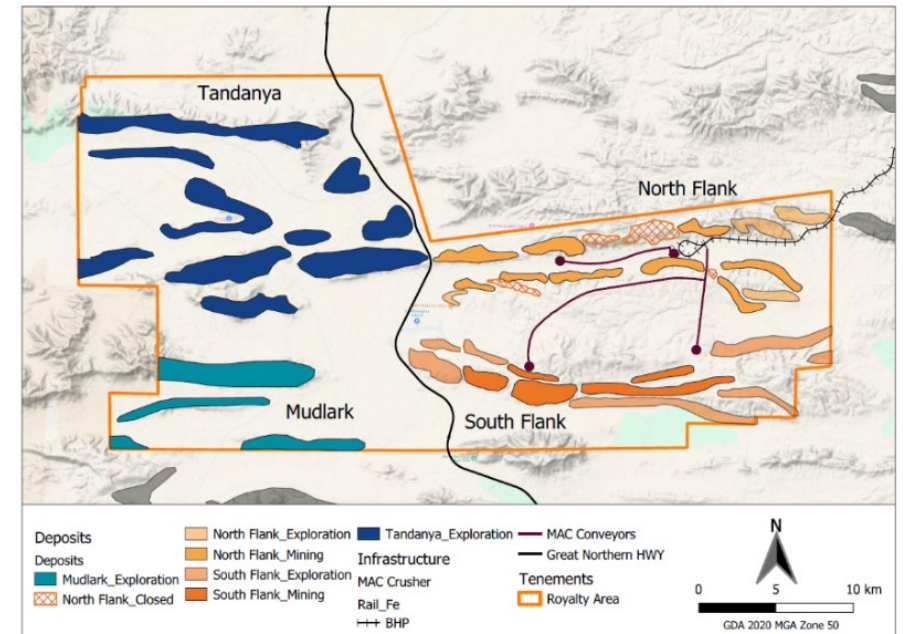 Tandanya
North Flank
Mudlark
South Flank
Deposits
Deposits
Mudlark_Exploration
North Flank_Closed
North Flank_Exploration
North Flank_Mining
South Flank_Exploration
South Flank_Mining
Tandanya_Exploration
Infrastructure
MAC Crusher
Rail_Fe
BHP
MAC Conveyors
Great Northern HWY
Tenements
Royalty Area
N
0 5 10 km
GDA 2020 MGA Zone 50